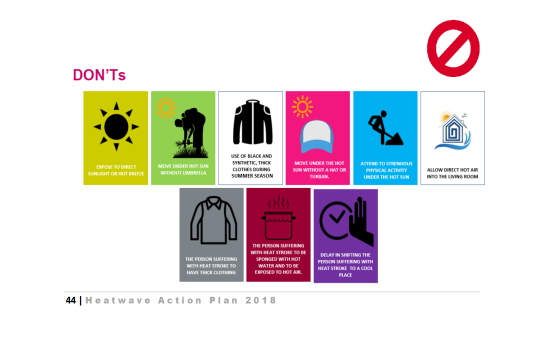 DON'Ts
EXPOSE TO DIRECT
SUNLIGHT OR HOT BREEZE
MOVE UNDER HOT SUN
WITHOUT UMBRELLA
USE OF BLACK AND
SYNTHETIC, THICK
CLOTHES DURING
SUMMER SEASON
MOVE UNDER THE HOT
SUN WITHOUT A HAT OR
TURBAN.
ATTEND TO STRENUOUS
PHYSICAL ACTIVITY
UNDER THE HOT SUN
ALLOW DIRECT HOT AIR
INTO THE LIVING ROOM
THE PERSON SUFFERING
WITH HEAT STROKE TO
HAVE THICK CLOTHING
THE PERSON SUFFERING
WITH HEAT STROKE TO BE
SPONGED WITH HOT
WATER AND TO BE
EXPOSED TO HOT AIR.
DELAY IN SHIFTING THE
PERSON SUFFERING WITH
HEAT STROKE TO A COOL
PLACE
44 | Heatwave Action Plan 2018